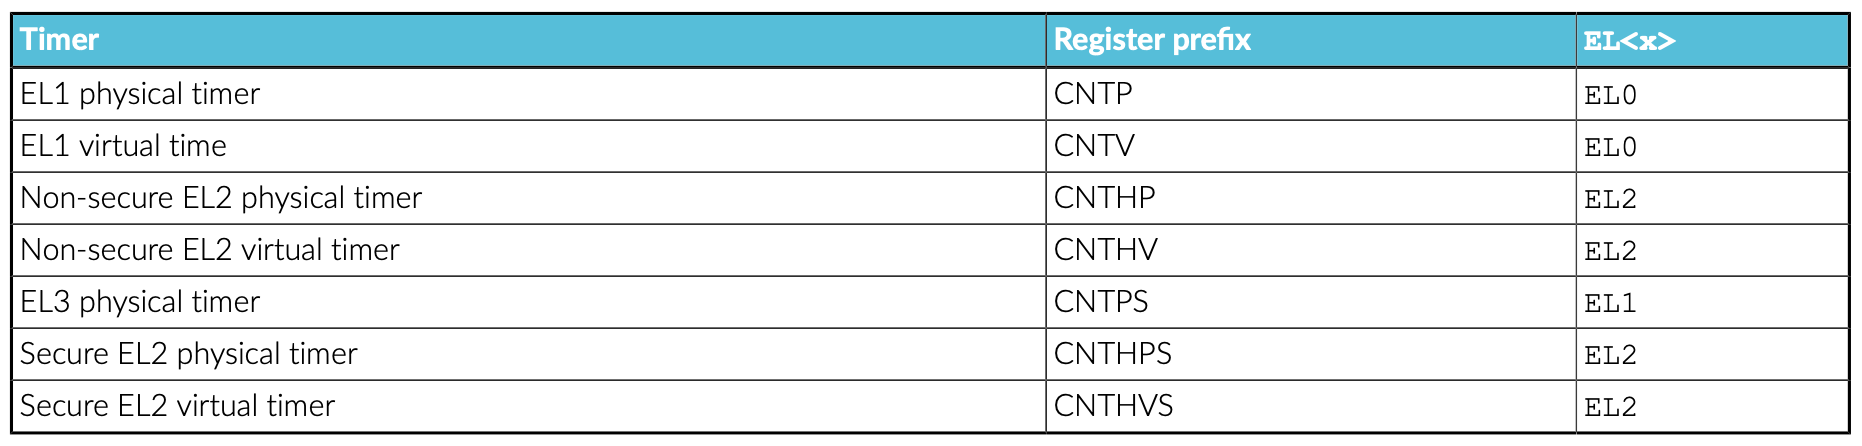 Timer Register prefix EL<x>
EL1 physical timer CNTP EL0
EL1 virtual time CNTV EL0
Non-secure EL2 physical timer CNTHP EL2
Non-secure EL2 virtual timer CNTHV EL2
EL3 physical timer CNTPS EL1
Secure EL2 physical timer CNTHPS EL2
Secure EL2 virtual timer CNTHVS EL2